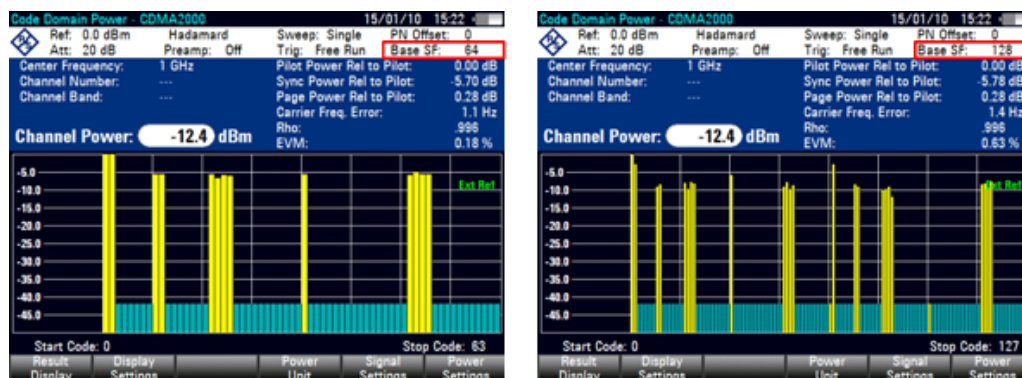 Code Domain Power - CDMA2000 15/01/10 15:22
Ref: 0.0 dBm Hadamard Sweep: Single PN Offset: 0
Att: 20 dB Preamp: Off Trig: Free Run Base SF: 64
Center Frequency: 1 GHz Pilot Power Rel to Pilot: 0.00 dB
Channel Number: --- Sync Power Rel to Pilot: -5.70 dB
Channel Band: --- Page Power Rel to Pilot: 0.28 dB
Carrier Freq. Error: 1.1 Hz
Rho: .996
Channel Power: -12.4 dBm EVM: 0.18 %
-5.0
Ext Ref
-10.0
-15.0
-20.0
-25.0
-30.0
-35.0
-40.0
-45.0
Start Code: 0 Stop Code: 63
Result Display Power Signal Power
Display Settings Unit Settings Settings
Code Domain Power - CDMA2000 15/01/10 15:22
Ref: 0.0 dBm Hadamard Sweep: Single PN Offset: 0
Att: 20 dB Preamp: Off Trig: Free Run Base SF: 128
Center Frequency: 1 GHz Pilot Power Rel to Pilot: 0.00 dB
Channel Number: --- Sync Power Rel to Pilot: -5.78 dB
Channel Band: --- Page Power Rel to Pilot: 0.28 dB
Carrier Freq. Error: 1.4 Hz
Rho: .996
Channel Power: -12.4 dBm EVM: 0.63 %
-5.0
Ext Ref
-10.0
-15.0
-20.0
-25.0
-30.0
-35.0
-40.0
-45.0
Start Code: 0 Stop Code: 127
Result Display Power Signal Power
Display Settings Unit Settings Settings